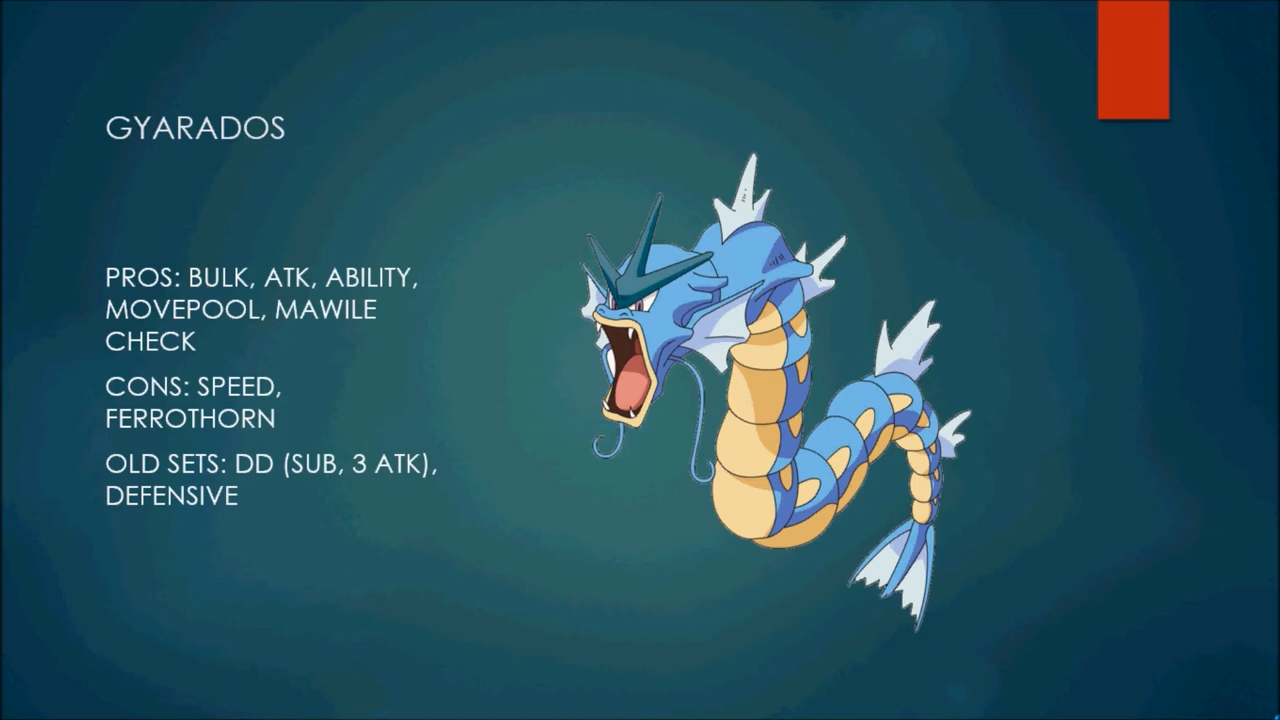 GYARADOS
PROS: BULK, ATK, ABILITY,
MOVEPOOL, MAWILE
CHECK
CONS: SPEED,
FERROTHORN
OLD SETS: DD (SUB, 3 ATK),
DEFENSIVE